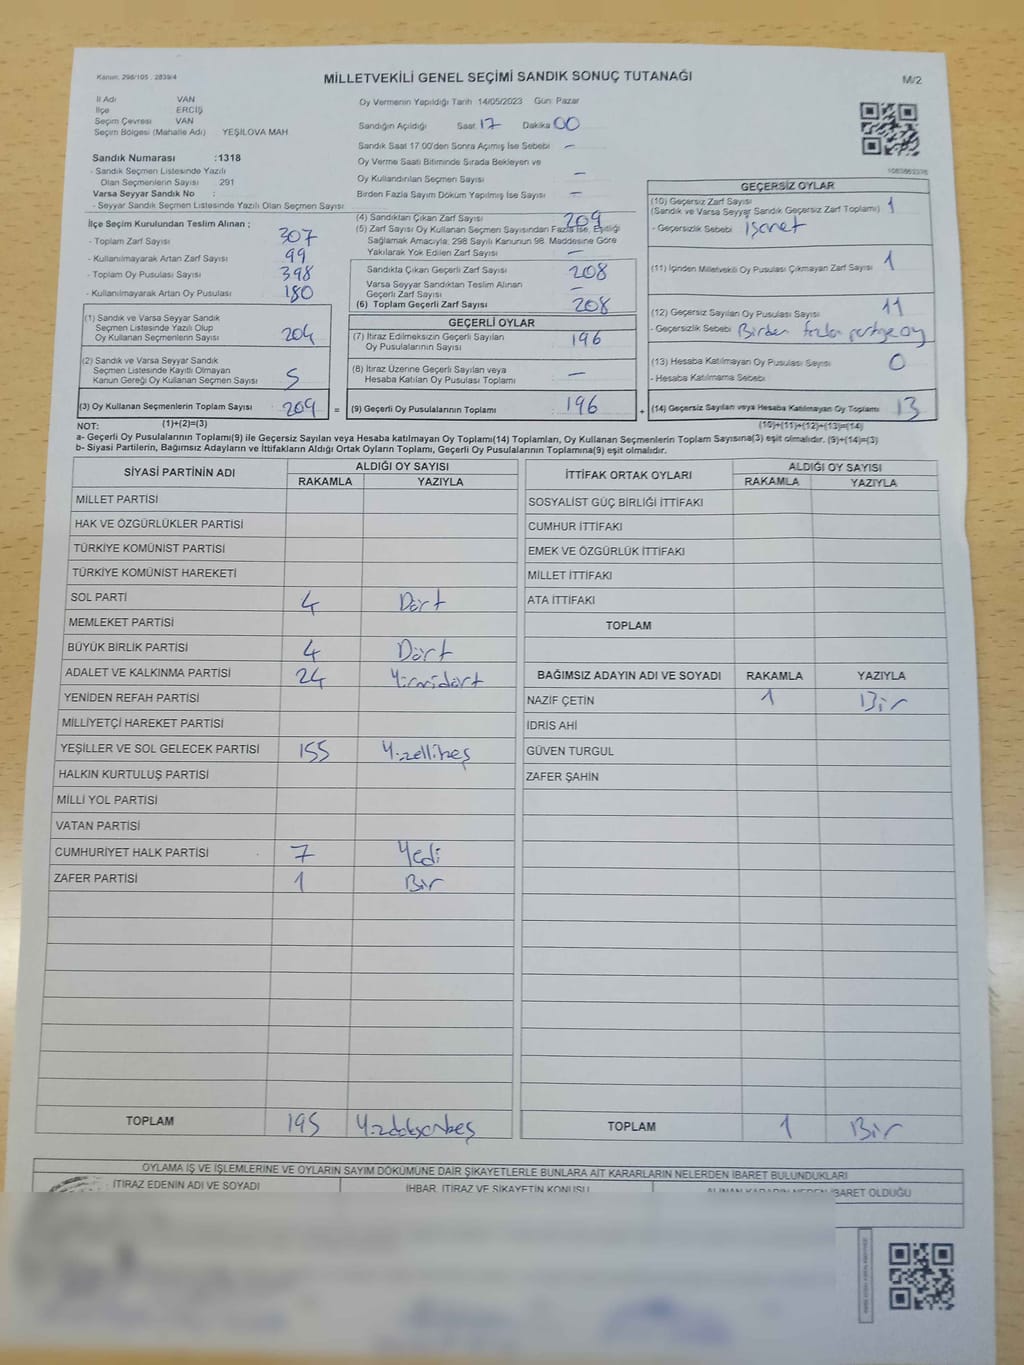 Kanun: 298/105 , 2839/4
MİLLETVEKİLİ GENEL SEÇİMİ SANDIK SONUÇ TUTANAĞI
M/2
İl Adı VAN
İlçe ERCİŞ
Seçim Çevresi VAN
Seçim Bölgesi (Mahalle Adı) YEŞİLOVA MAH
Sandık Numarası :1318
- Sandık Seçmen Listesinde Yazılı
Olan Seçmenlerin Sayısı 291
Varsa Seyyar Sandık No :
- Seyyar Sandık Seçmen Listesinde Yazılı Olan Seçmen Sayısı:
Oy Vermenin Yapıldığı Tarih 14/05/2023 Gün: Pazar
Sandığın Açıldığı Saat 17 Dakika 00
Sandık Saat 17.00'den Sonra Açımış İse Sebebi –
Oy Verme Saati Bitiminde Sırada Bekleyen ve
Oy Kullandırılan Seçmen Sayısı –
Birden Fazla Sayım Döküm Yapılmış İse Sayısı –
İlçe Seçim Kurulundan Teslim Alınan ;
- Toplam Zarf Sayısı 307
- Kullanılmayarak Artan Zarf Sayısı 99
- Toplam Oy Pusulası Sayısı 398
- Kullanılmayarak Artan Oy Pusulası 180
(1) Sandık ve Varsa Seyyar Sandık
Seçmen Listesinde Yazılı Olup
Oy Kullanan Seçmenlerin Sayısı 204
(2) Sandık ve Varsa Seyyar Sandık
Seçmen Listesinde Kayıtlı Olmayan
Kanun Gereği Oy Kullanan Seçmen Sayısı 5
(3) Oy Kullanan Seçmenlerin Toplam Sayısı 209 =
(1)+(2)=(3)
(4) Sandıktan Çıkan Zarf Sayısı 209
(5) Zarf Sayısı Oy Kullanan Seçmen Sayısından Fazla İse, Eşitliği
Sağlamak Amacıyla; 298 Sayılı Kanunun 98. Maddesine Göre
Yakılarak Yok Edilen Zarf Sayısı –
Sandıkta Çıkan Geçerli Zarf Sayısı 208
Varsa Seyyar Sandıktan Teslim Alınan
Geçerli Zarf Sayısı –
(6) Toplam Geçerli Zarf Sayısı 208
GEÇERLİ OYLAR
(7) İtiraz Edilmeksizin Geçerli Sayılan
Oy Pusulalarının Sayısı 196
(8) İtiraz Üzerine Geçerli Sayılan veya
Hesaba Katılan Oy Pusulası Toplamı –
(9) Geçerli Oy Pusulalarının Toplamı 196 +
GEÇERSİZ OYLAR
(10) Geçersiz Zarf Sayısı 1
(Sandık ve Varsa Seyyar Sandık Geçersiz Zarf Toplamı)
- Geçersizlik Sebebi İşaret
(11) İçinden Milletvekili Oy Pusulası Çıkmayan Zarf Sayısı 1
(12) Geçersiz Sayılan Oy Pusulası Sayısı 11
- Geçersizlik Sebebi Birden fazla partiye oy
(13) Hesaba Katılmayan Oy Pusulası Sayısı 0
- Hesaba Katılmama Sebebi
(14) Geçersiz Sayılan veya Hesaba Katılmayan Oy Toplamı 13
(10)+(11)+(12)+(13)=(14)
NOT:
a- Geçerli Oy Pusulalarının Toplamı(9) ile Geçersiz Sayılan veya Hesaba katılmayan Oy Toplamı(14) Toplamları, Oy Kullanan Seçmenlerin Toplam Sayısına(3) eşit olmalıdır. (9)+(14)=(3)
b- Siyasi Partilerin, Bağımsız Adayların ve İttifakların Aldığı Ortak Oyların Toplamı, Geçerli Oy Pusulalarının Toplamına(9) eşit olmalıdır.
SİYASİ PARTİNİN ADI ALDIĞI OY SAYISI
RAKAMLA YAZIYLA
MİLLET PARTİSİ
HAK VE ÖZGÜRLÜKLER PARTİSİ
TÜRKİYE KOMÜNİST PARTİSİ
TÜRKİYE KOMÜNİST HAREKETİ
SOL PARTİ 4 Dört
MEMLEKET PARTİSİ
BÜYÜK BİRLİK PARTİSİ 4 Dört
ADALET VE KALKINMA PARTİSİ 24 Yirmidört
YENİDEN REFAH PARTİSİ
MİLLİYETÇİ HAREKET PARTİSİ
YEŞİLLER VE SOL GELECEK PARTİSİ 155 Yüzellibeş
HALKIN KURTULUŞ PARTİSİ
MİLLİ YOL PARTİSİ
VATAN PARTİSİ
CUMHURİYET HALK PARTİSİ 7 Yedi
ZAFER PARTİSİ 1 Bir
TOPLAM 195 Yüzdoksanbeş
İTTİFAK ORTAK OYLARI ALDIĞI OY SAYISI
RAKAMLA YAZIYLA
SOSYALİST GÜÇ BİRLİĞİ İTTİFAKI
CUMHUR İTTİFAKI
EMEK VE ÖZGÜRLÜK İTTİFAKI
MİLLET İTTİFAKI
ATA İTTİFAKI
TOPLAM
BAĞIMSIZ ADAYIN ADI VE SOYADI RAKAMLA YAZIYLA
NAZİF ÇETİN 1 Bir
İDRİS AHİ
GÜVEN TURGUL
ZAFER ŞAHİN
TOPLAM 1 Bir
OYLAMA İŞ VE İŞLEMLERİNE VE OYLARIN SAYIM DÖKÜMÜNE DAİR ŞİKAYETLERLE BUNLARA AİT KARARLARIN NELERDEN İBARET BULUNDUKLARI
İTİRAZ EDENİN ADI VE SOYADI İHBAR, İTİRAZ VE ŞİKAYETİN KONUSU ALINAN KARARIN NEDEN İBARET OLDUĞU